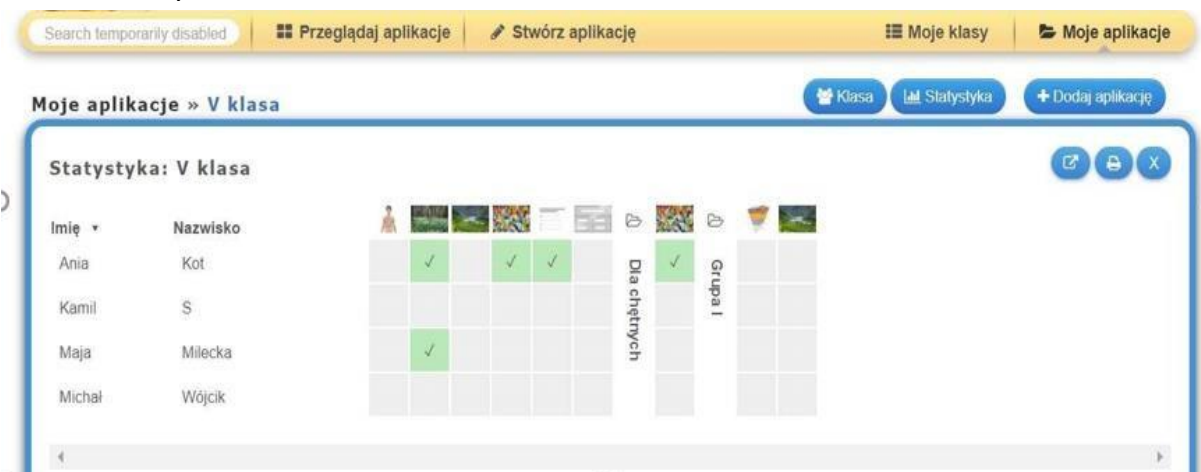 Search temporarily disabled Przeglądaj aplikacje Stwórz aplikację Moje klasy Moje aplikacje
Moje aplikacje » V klasa Klasa Statystyka + Dodaj aplikację
Statystyka: V klasa X
Imię Nazwisko
Ania Kot
Kamil S
Maja Milecka
Michał Wójcik
Dla chętnych
Grupa I